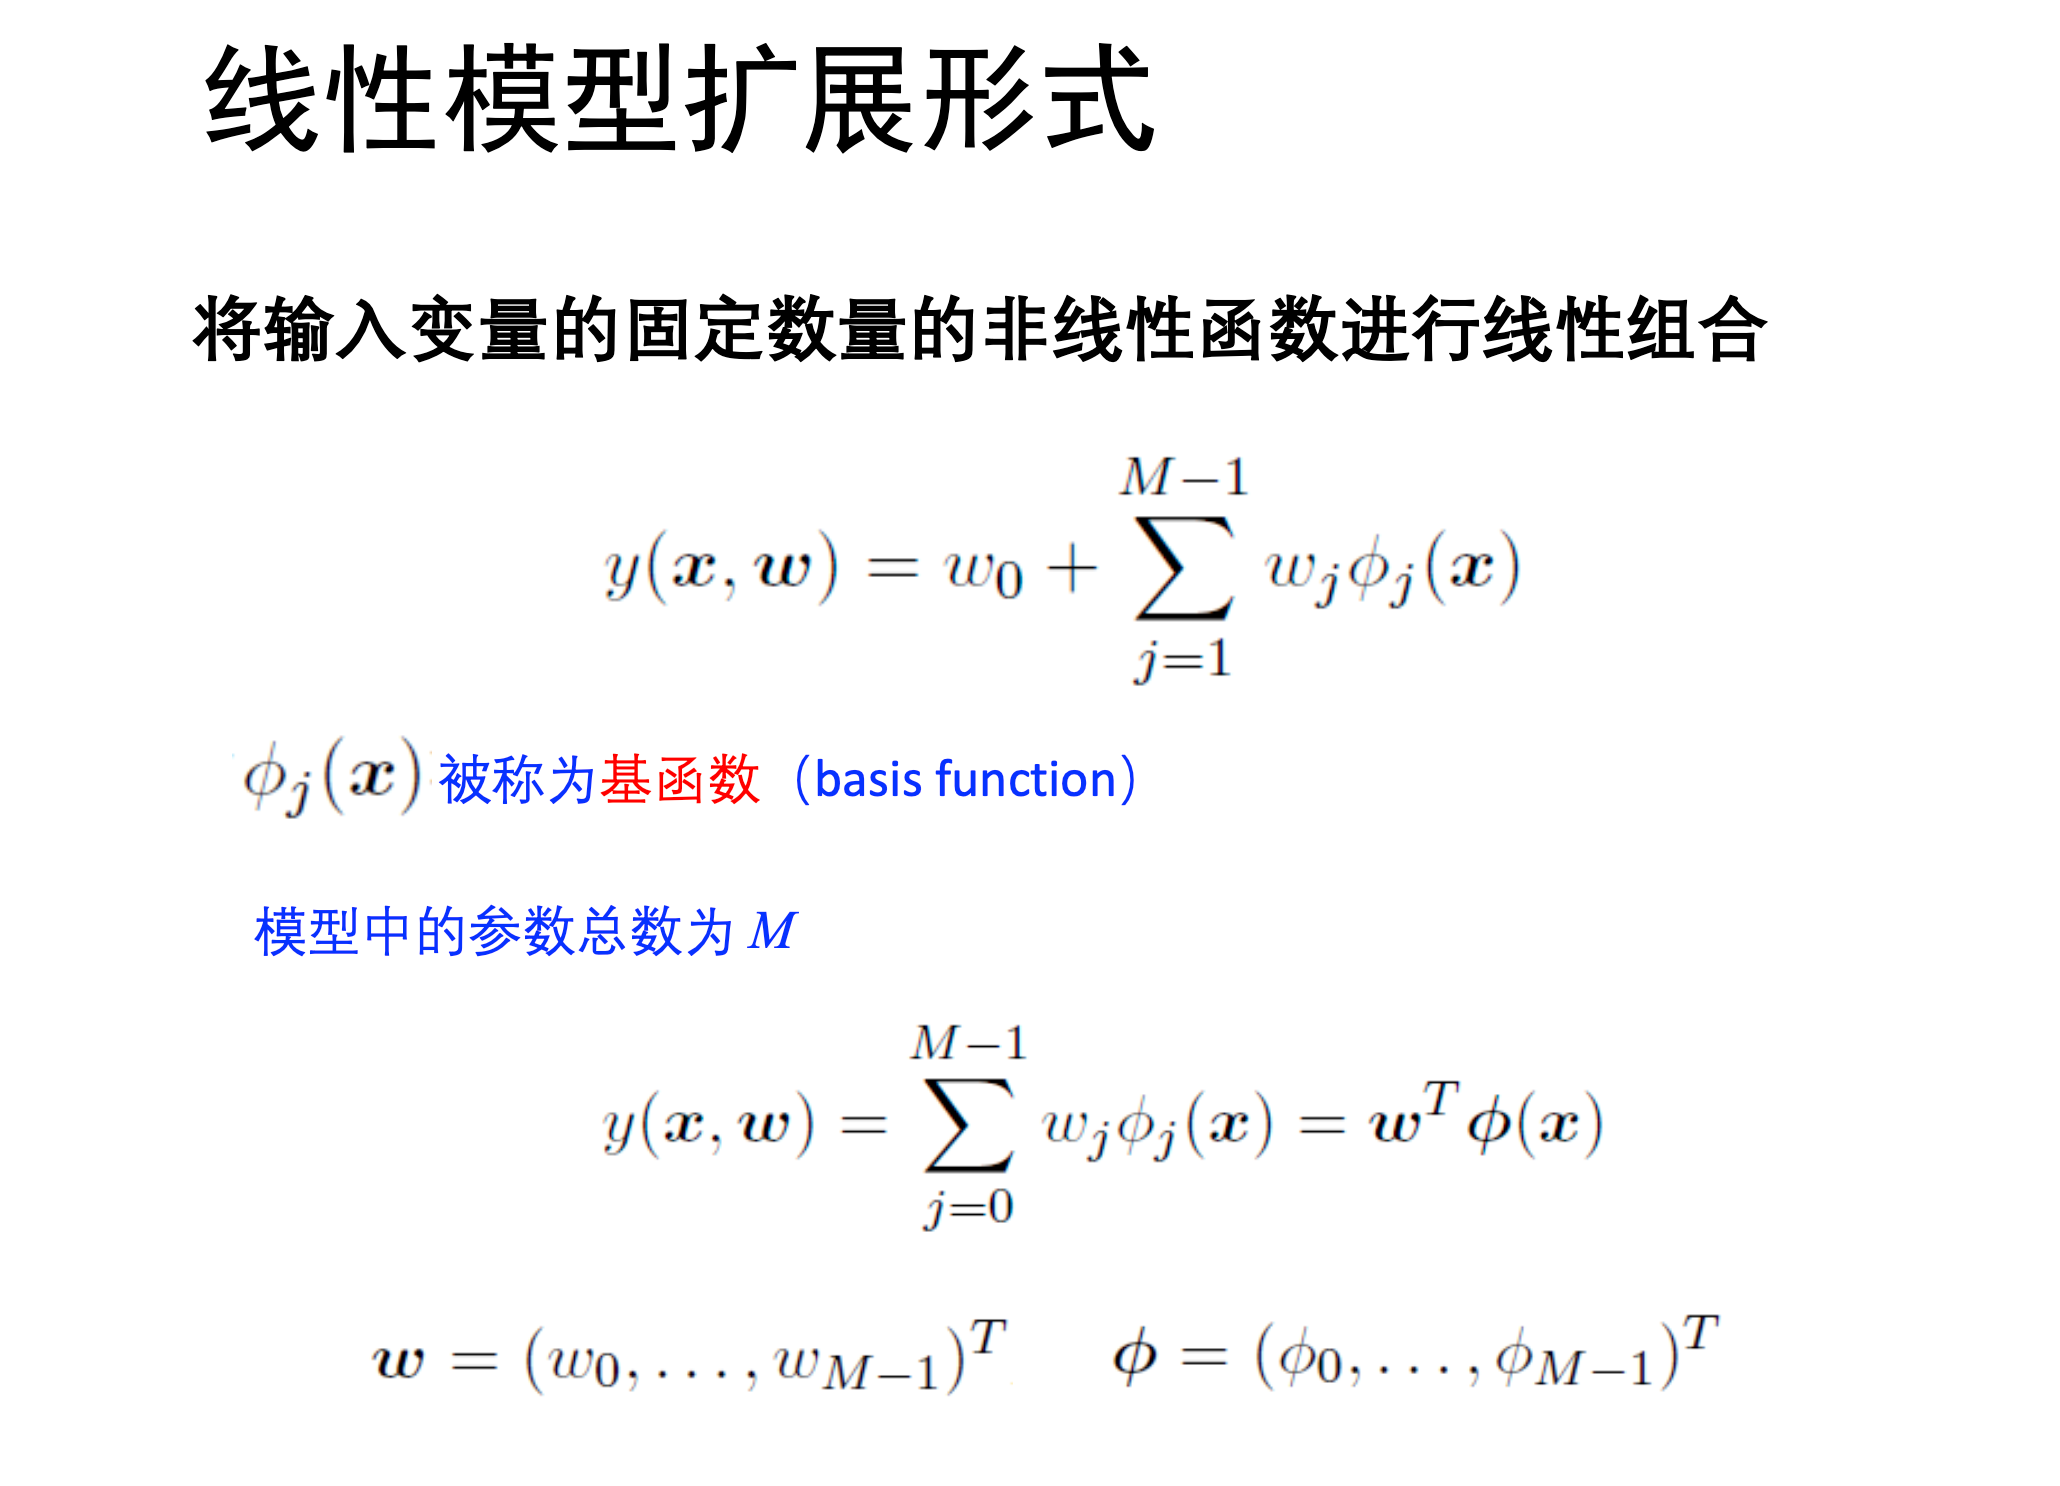 线性模型扩展形式
将输入变量的固定数量的非线性函数进行线性组合
$y(\boldsymbol{x}, \boldsymbol{w}) = w_0 + \sum_{j=1}^{M-1} w_j \phi_j(\boldsymbol{x})$
$\phi_j(\boldsymbol{x})$ 被称为基函数（basis function）
模型中的参数总数为 M
$y(\boldsymbol{x}, \boldsymbol{w}) = \sum_{j=0}^{M-1} w_j \phi_j(\boldsymbol{x}) = \boldsymbol{w}^T \boldsymbol{\phi}(\boldsymbol{x})$
$\boldsymbol{w} = (w_0, \ldots, w_{M-1})^T$ $\boldsymbol{\phi} = (\phi_0, \ldots, \phi_{M-1})^T$